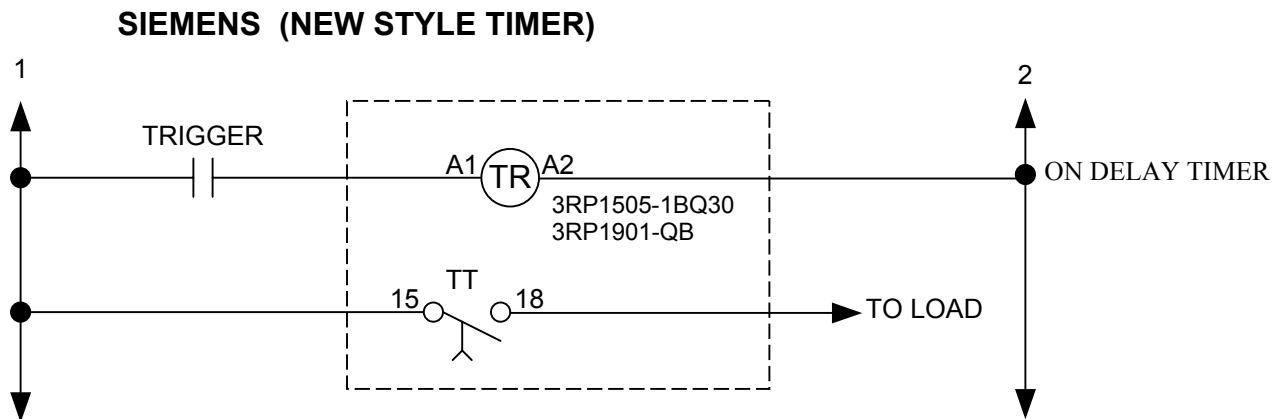 SIEMENS (NEW STYLE TIMER)
1
2
TRIGGER
A1 TR A2
ON DELAY TIMER
3RP1505-1BQ30
3RP1901-QB
TT
15
18
TO LOAD